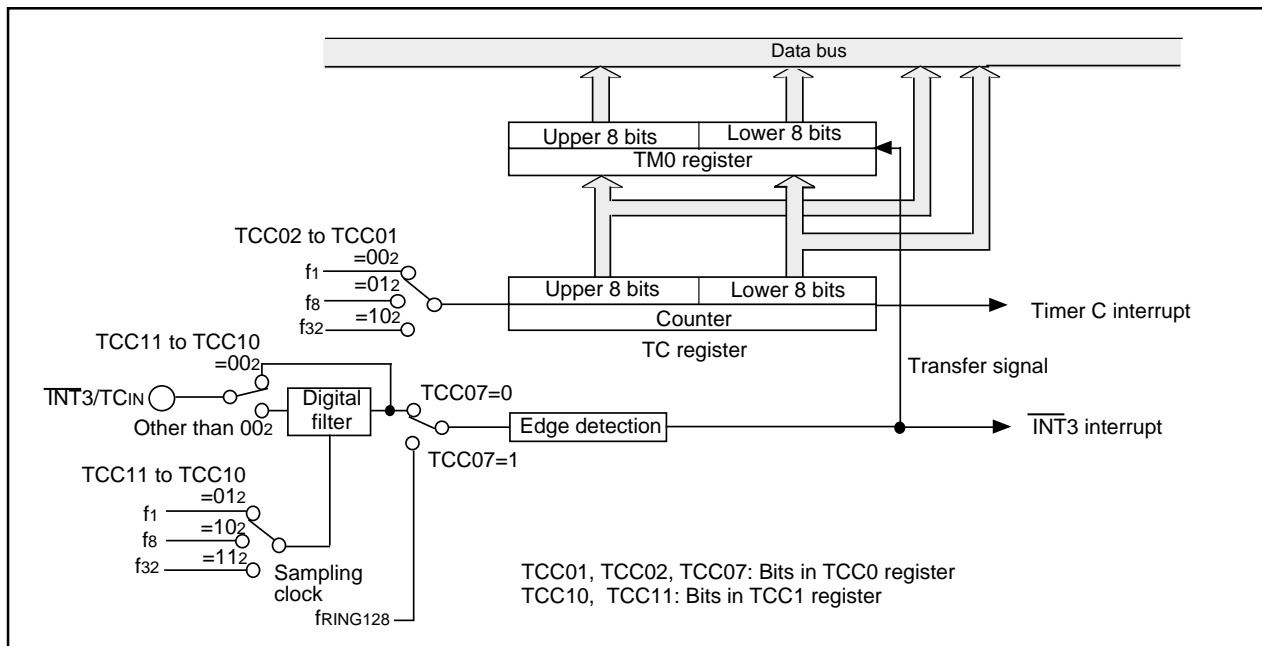 Data bus
Upper 8 bits Lower 8 bits
TM0 register
TCC02 to TCC01
=002
f1
=012
f8
=102
f32
Upper 8 bits Lower 8 bits
Counter
TC register
Timer C interrupt
TCC11 to TCC10
=002
INT3/TCIN
Other than 002
Digital
filter
TCC07=0
TCC07=1
Edge detection
Transfer signal
INT3 interrupt
TCC11 to TCC10
=012
f1
=102
f8
=112
f32
Sampling
clock
fRING128
TCC01, TCC02, TCC07: Bits in TCC0 register
TCC10, TCC11: Bits in TCC1 register